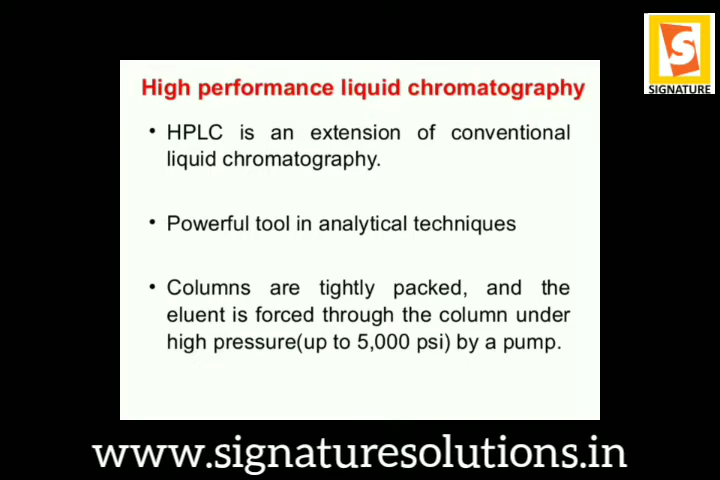 SIGNATURE
High performance liquid chromatography
• HPLC is an extension of conventional
liquid chromatography.
• Powerful tool in analytical techniques
• Columns are tightly packed, and the
eluent is forced through the column under
high pressure(up to 5,000 psi) by a pump.
www.signaturesolutions.in